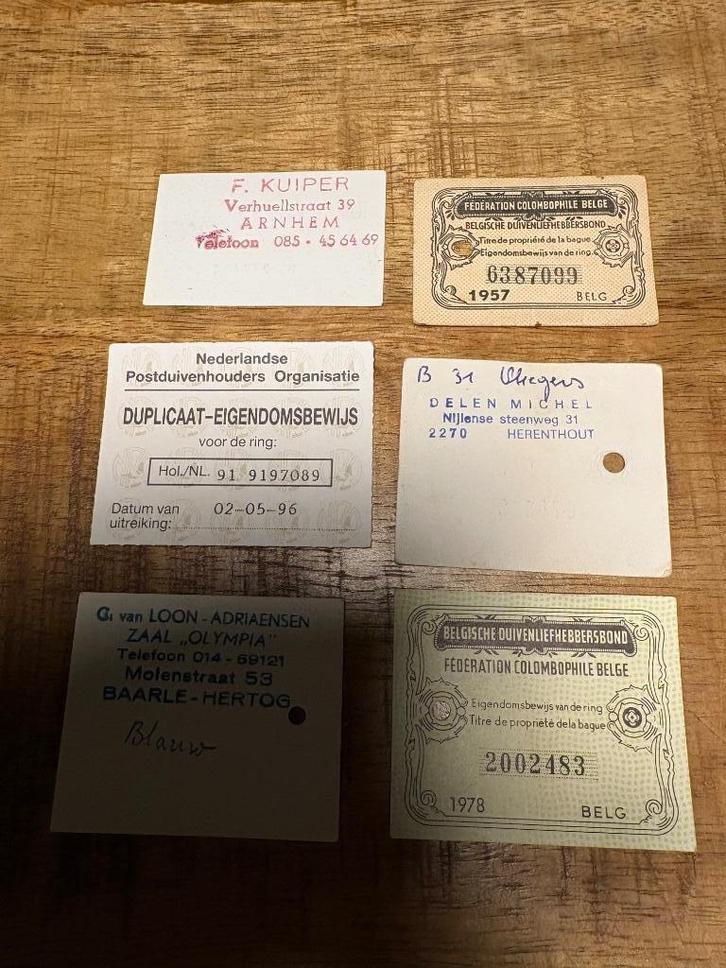 F. KUIPER
Verhuellstraat 39
ARNHEM
Telefoon 085 - 45 64 69
FÉDÉRATION COLOMBOPHILE BELGE
BELGISCHE DUIVENLIEFHEBBERSBOND
Titre de propriété de la bague
Eigendomsbewijs van de ring
6387099
1957 BELG
Nederlandse
Postduivenhouders Organisatie
DUPLICAAT-EIGENDOMSBEWIJS
voor de ring:
Hol./NL. 91 9197089
Datum van 02-05-96
uitreiking:
B 31 Vliegers
DELEN MICHEL
Nijlense steenweg 31
2270 HERENTHOUT
G. van LOON - ADRIAENSEN
ZAAL „OLYMPIA"
Telefoon 014 - 69121
Molenstraat 53
BAARLE - HERTOG
Blauw
BELGISCHE DUIVENLIEFHEBBERSBOND
FÉDÉRATION COLOMBOPHILE BELGE
Eigendomsbewijs van de ring
Titre de propriété de la bague
2002483
1978 BELG